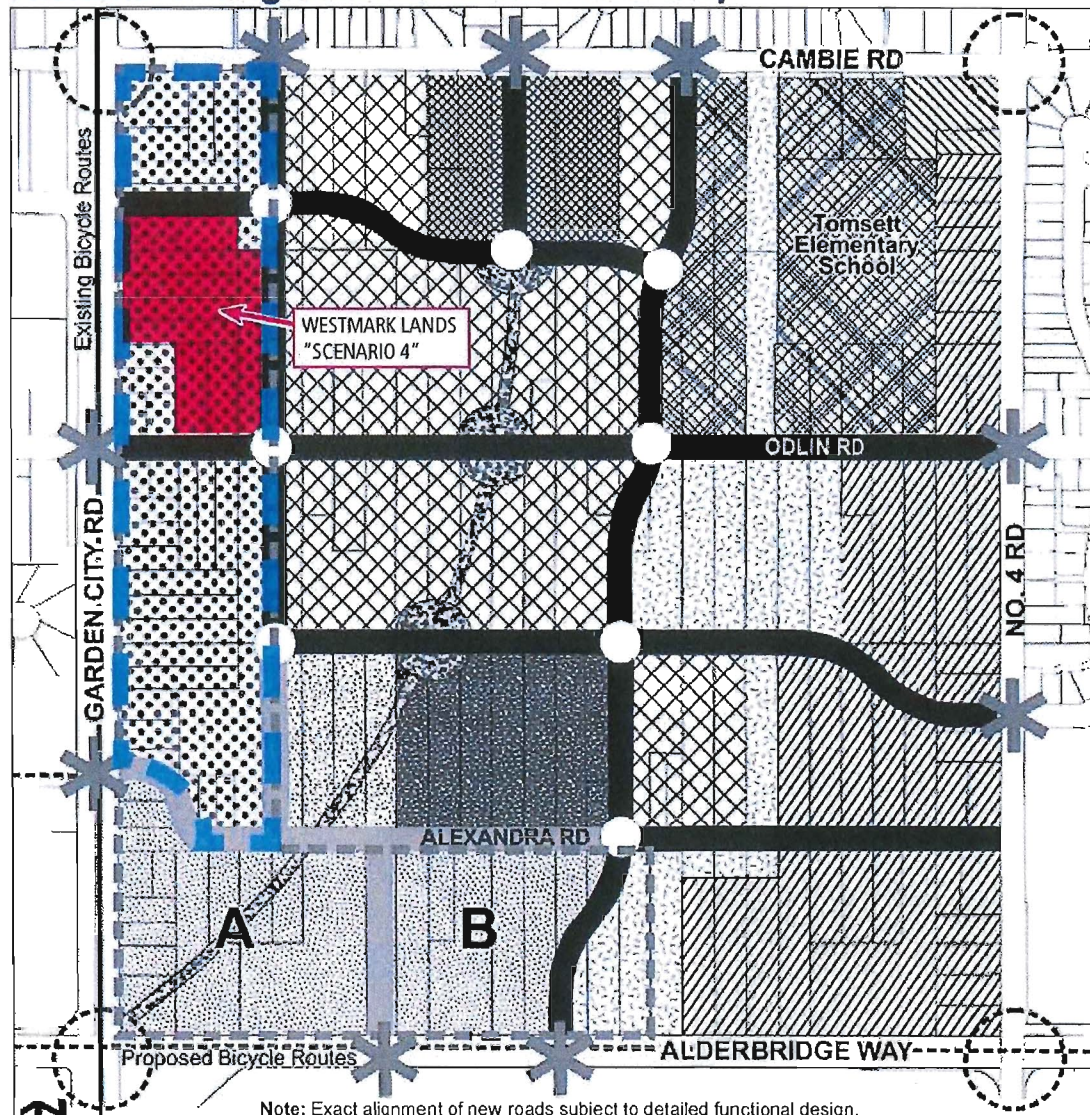 CAMBIE RD
Existing Bicycle Routes
Tomsett
Elementary
School
WESTMARK LANDS
"SCENARIO 4"
ODLIN RD
GARDEN CITY RD
NO. 4 RD
ALEXANDRA RD
A
B
Proposed Bicycle Routes
ALDERBRIDGE WAY
Note: Exact alignment of new roads subject to detailed functional design.